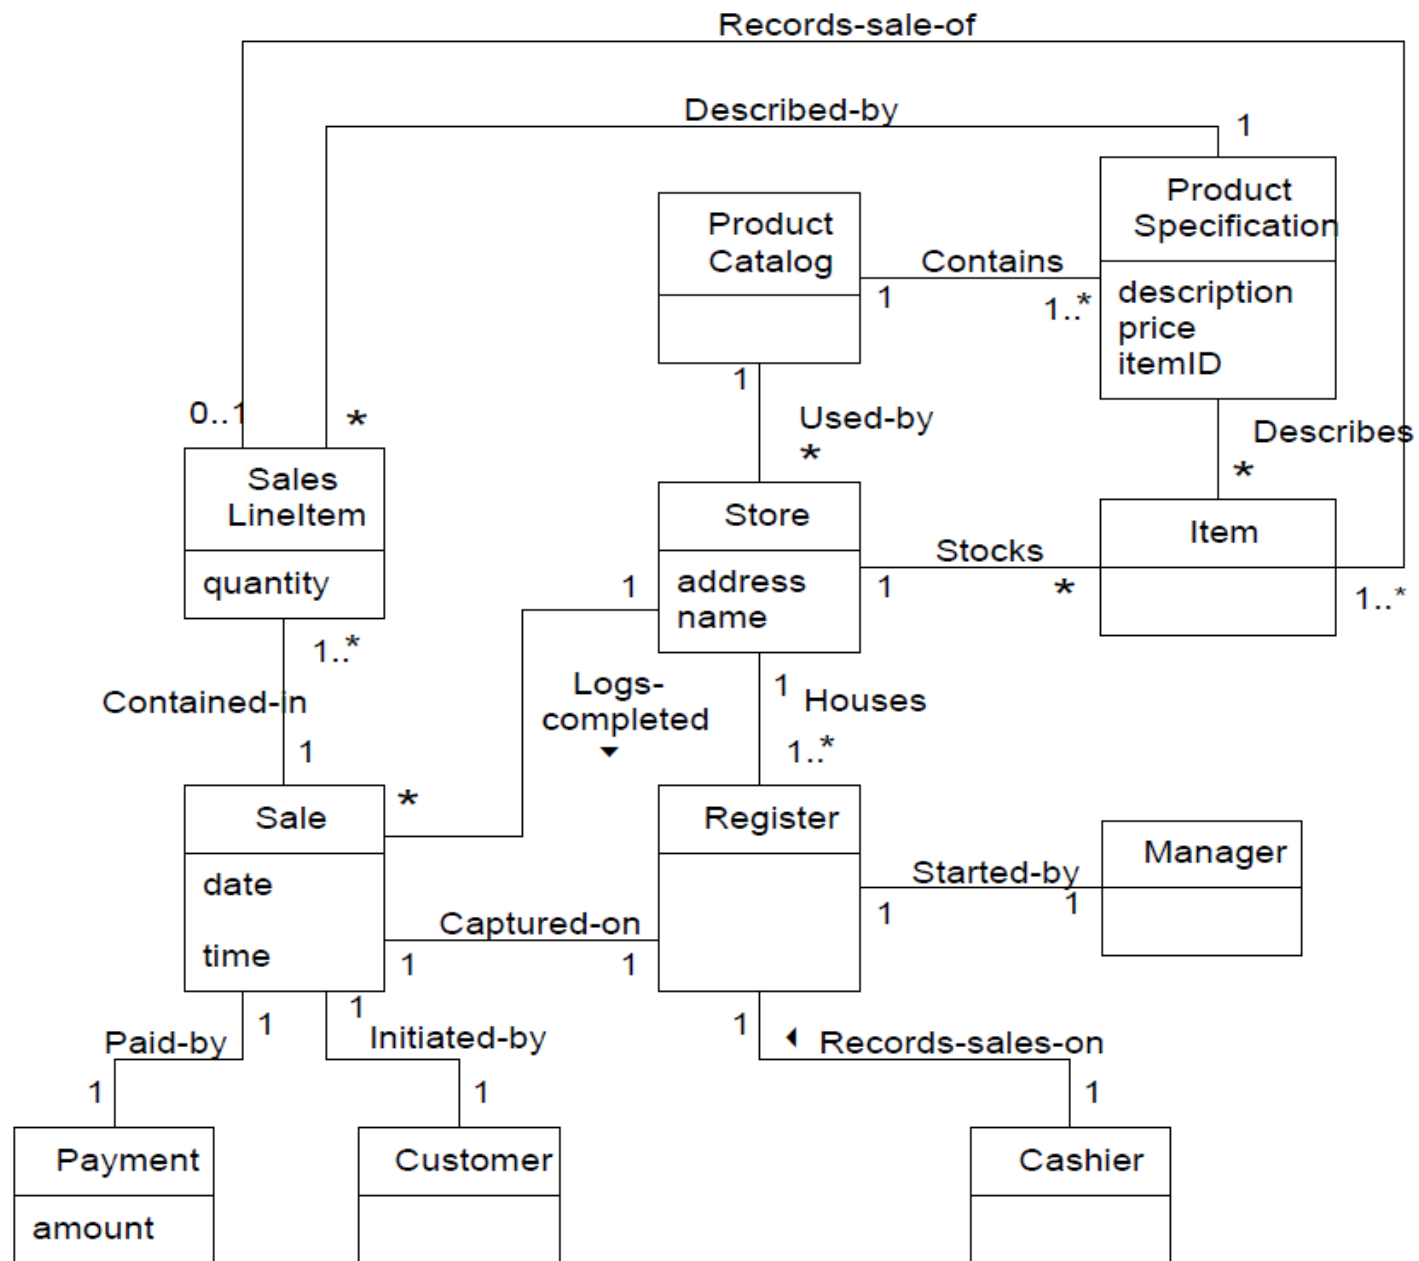 Records-sale-of
Described-by
1
Product
Specification
description
price
itemID
Product
Catalog
Contains
1
1..*
1
Used-by
*
Describes
*
0..1
*
Sales
LineItem
quantity
1..*
Store
address
name
1
Stocks
1
*
Item
1..*
Contained-in
1
Logs-
completed
1
Houses
1..*
*
Sale
date
time
Register
Manager
Started-by
1
1
Captured-on
1
1
1
Paid-by
1
1
Initiated-by
1
1
Records-sales-on
1
Payment
amount
Customer
Cashier